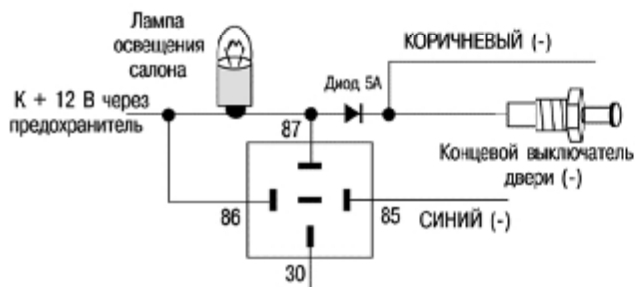 Лампа
освещения
салона
КОРИЧНЕВЫЙ (-)
Диод 5А
К + 12 В через
предохранитель
87
Концевой выключатель
двери (-)
86
85
СИНИЙ (-)
30